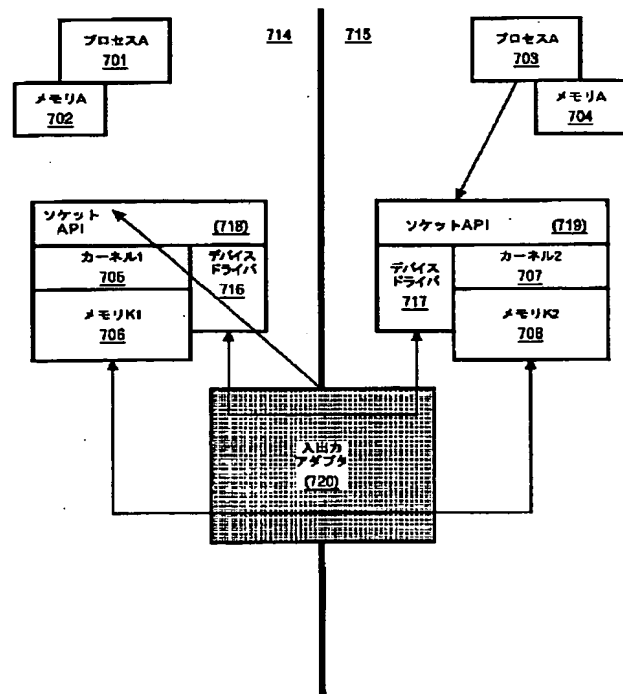 714
715
プロセスA
701
メモリA
702
プロセスA
703
メモリA
704
ソケット
API
(718)
カーネル1
705
メモリK1
706
デバイス
ドライバ
716
ソケットAPI
(719)
デバイス
ドライバ
717
カーネル2
707
メモリK2
708
入出力
アダプタ
(720)